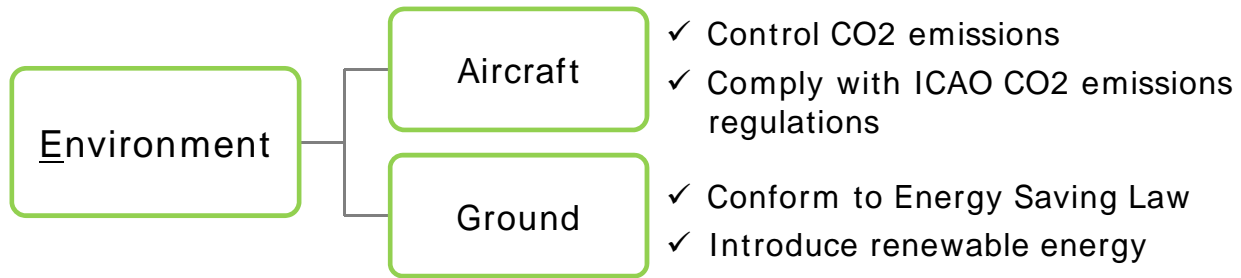 Environment
Aircraft
✓ Control CO2 emissions
✓ Comply with ICAO CO2 emissions
regulations
Ground
✓ Conform to Energy Saving Law
✓ Introduce renewable energy